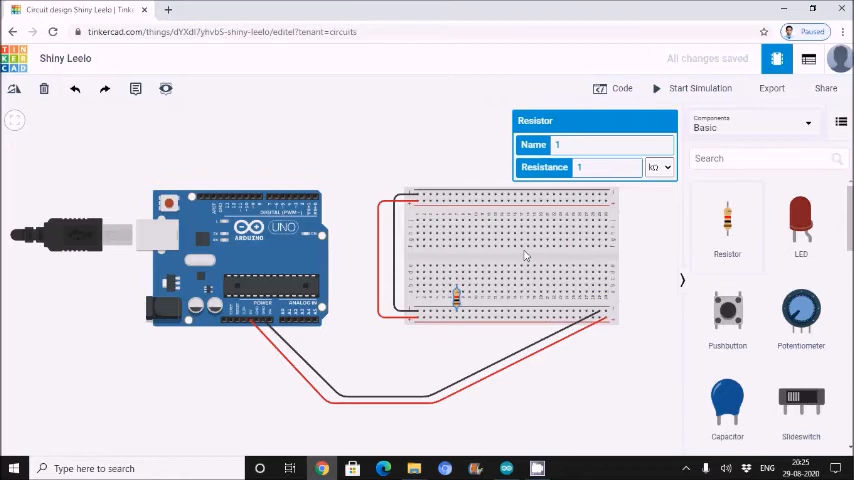 Circuit design Shiny Leelo
tinkercad.com/things/dYXdI7yhvbS-shiny-leelo/editel?tenant=circuits
Paused
TIN
KER
CAD
Shiny Leelo
All changes saved
Code
Start Simulation
Export
Share
Resistor
Name 1
Resistance 1 kΩ
Components
Basic
Search
DIGITAL (PWM~)
UNO
ARDUINO
POWER
ANALOG IN
Resistor
LED
Pushbutton
Potentiometer
Capacitor
Slideswitch
Type here to search
ENG
20:25
29-08-2020